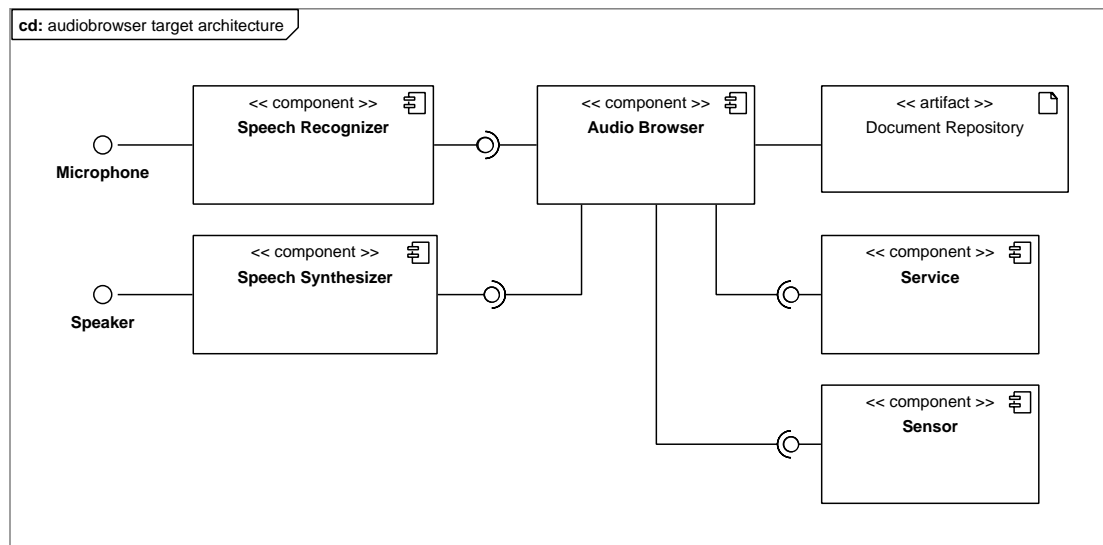 cd: audiobrowser target architecture
<< component >>
Speech Recognizer
<< component >>
Audio Browser
<< artifact >>
Document Repository
Microphone
<< component >>
Speech Synthesizer
<< component >>
Service
Speaker
<< component >>
Sensor